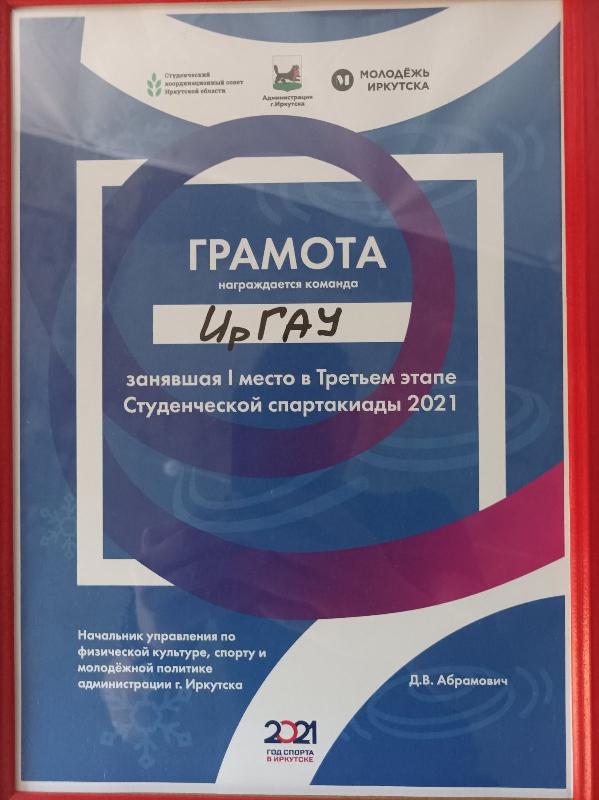 Студенческий
координационный совет
Иркутской области
Администрация
г.Иркутска
МОЛОДЁЖЬ
ИРКУТСКА
ГРАМОТА
награждается команда
ИрГАУ
занявшая I место в Третьем этапе
Студенческой спартакиады 2021
Начальник управления по
физической культуре, спорту и
молодёжной политике
администрации г. Иркутска
Д.В. Абрамович
2021
ГОД СПОРТА
В ИРКУТСКЕ